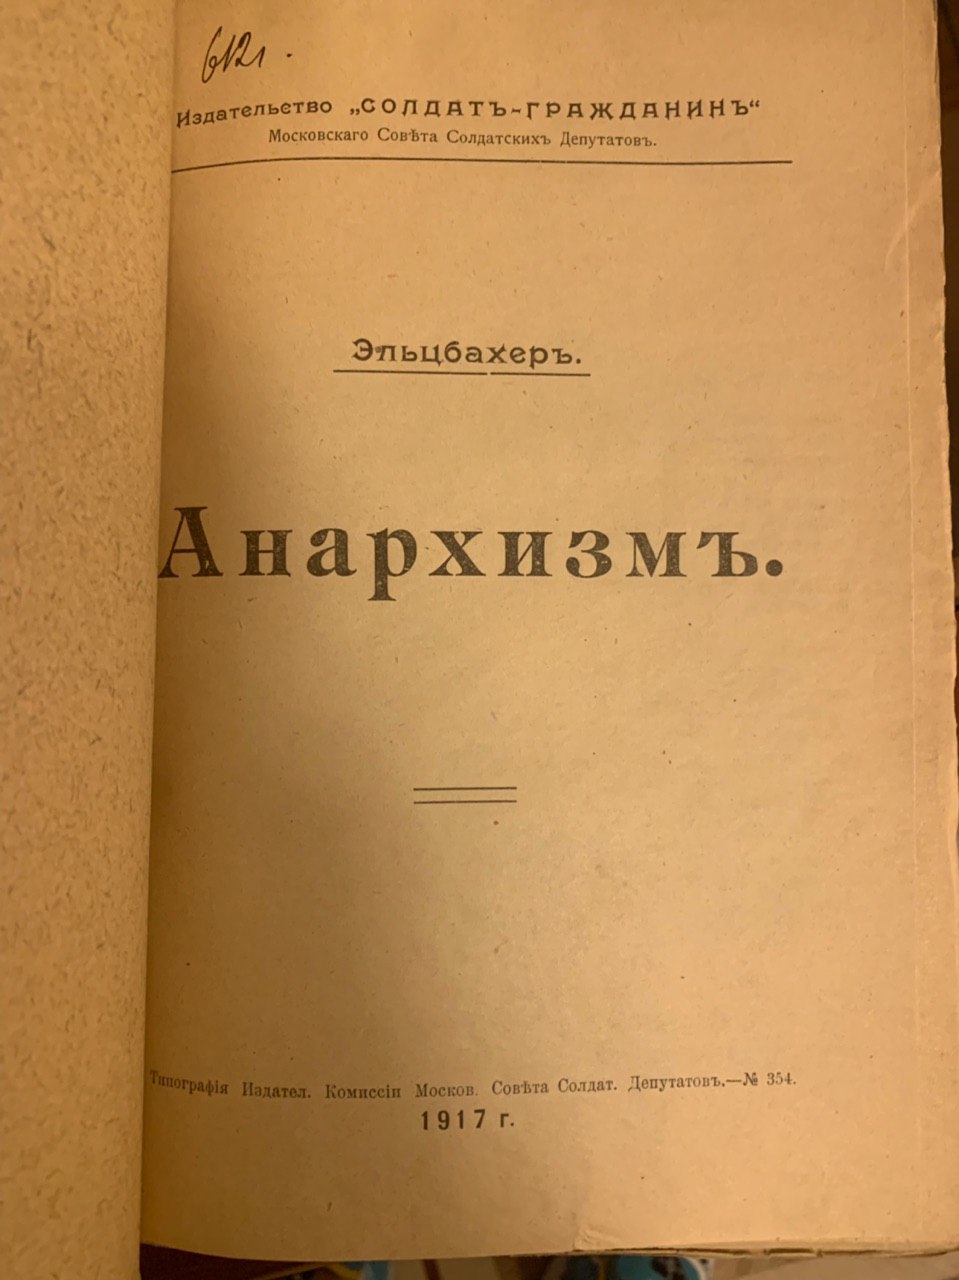 Издательство „СОЛДАТЪ-ГРАЖДАНИНЪ“
Московскаго Совѣта Солдатскихъ Депутатовъ.
Эльцбахеръ.
Анархизмъ.
Типографія Издател. Комиссіи Москов. Совѣта Солдат. Депутатовъ.—№ 354.
1917 г.